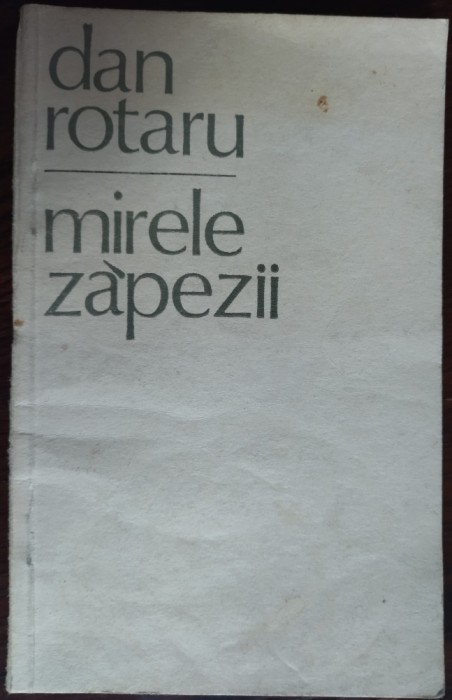 dan
rotaru
mirele
zăpezii